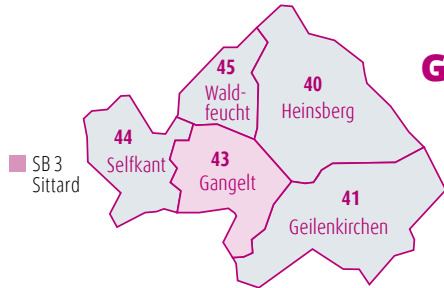 45
Wald-
feucht
40
Heinsberg
G
44
Selfkant
43
Gangelt
SB 3
Sittard
41
Geilenkirchen